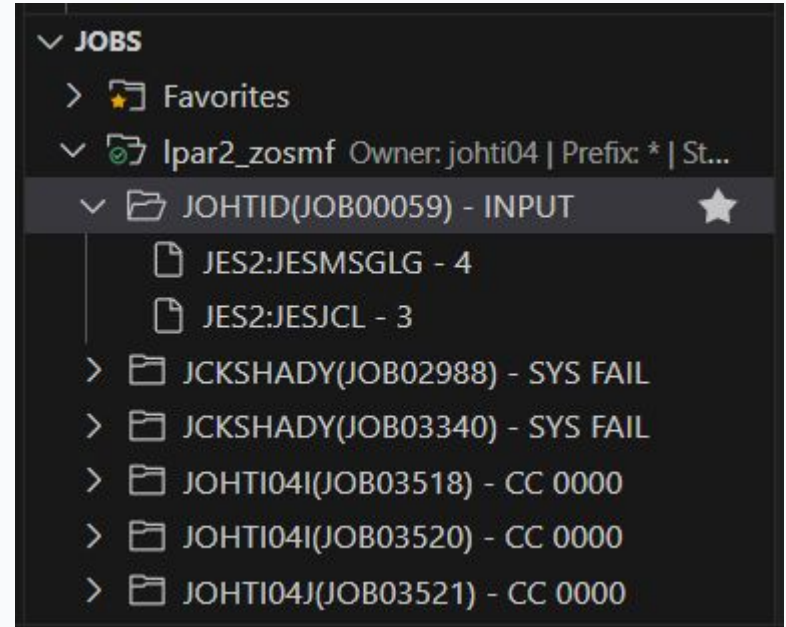 JOBS
Favorites
lpar2_zosmf Owner: johti04 | Prefix: * | St...
JOHTID(JOB00059) - INPUT
JES2:JESMSGLG - 4
JES2:JESJCL - 3
JCKSHADY(JOB02988) - SYS FAIL
JCKSHADY(JOB03340) - SYS FAIL
JOHTI04I(JOB03518) - CC 0000
JOHTI04I(JOB03520) - CC 0000
JOHTI04J(JOB03521) - CC 0000